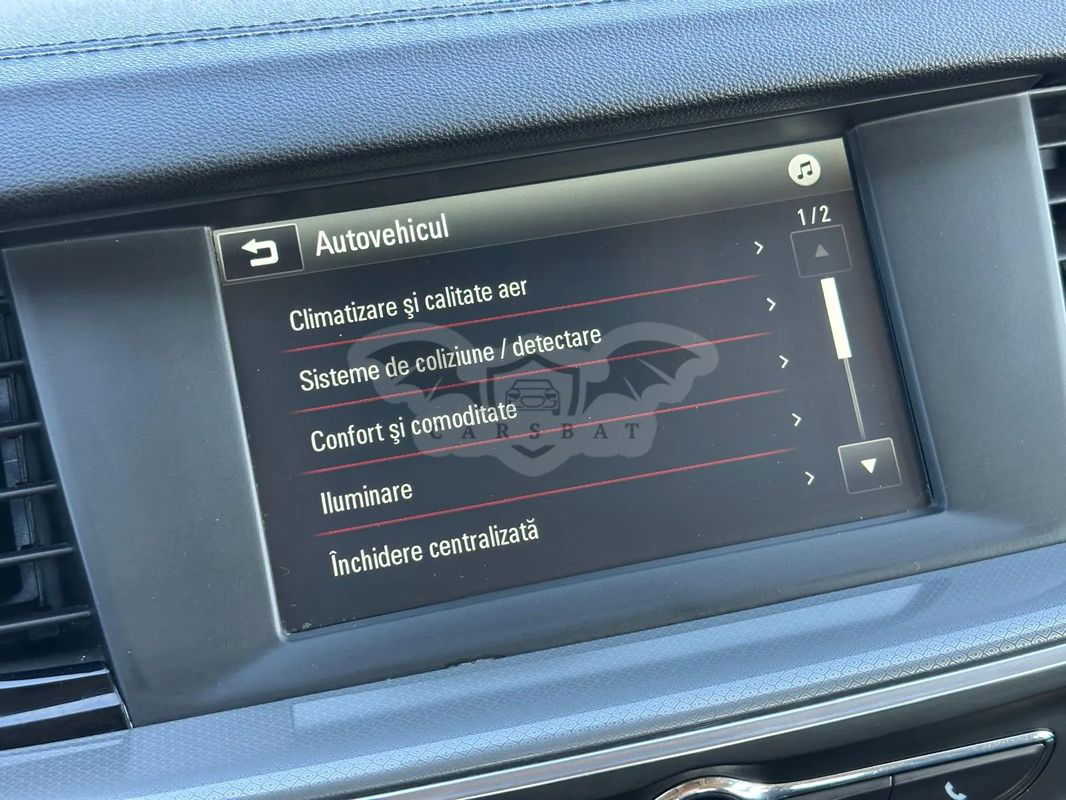 Autovehicul
1/2
Climatizare şi calitate aer
Sisteme de coliziune / detectare
Confort şi comoditate
CARSBAT
Iluminare
Închidere centralizată